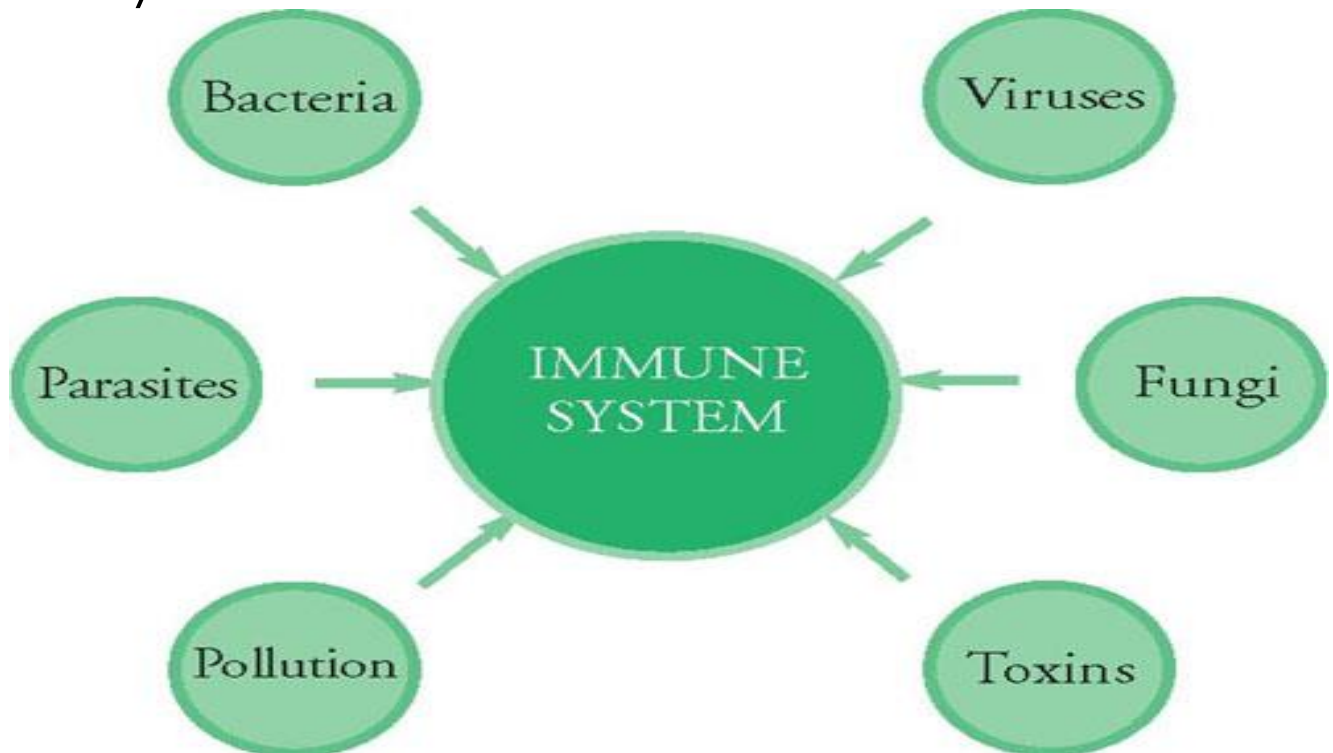 Bacteria
Viruses
IMMUNE
SYSTEM
Parasites
Fungi
Pollution
Toxins